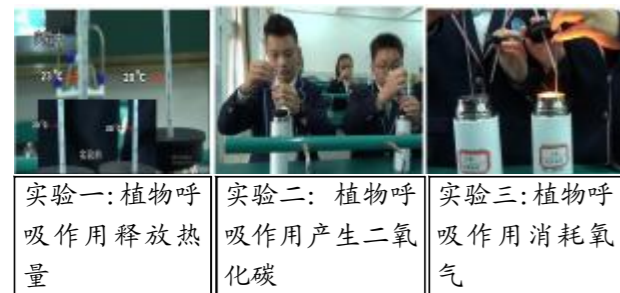 28℃
实验一:植物呼
吸作用释放热
量
实验二: 植物呼
吸作用产生二氧
化碳
实验三:植物呼
吸作用消耗氧
气